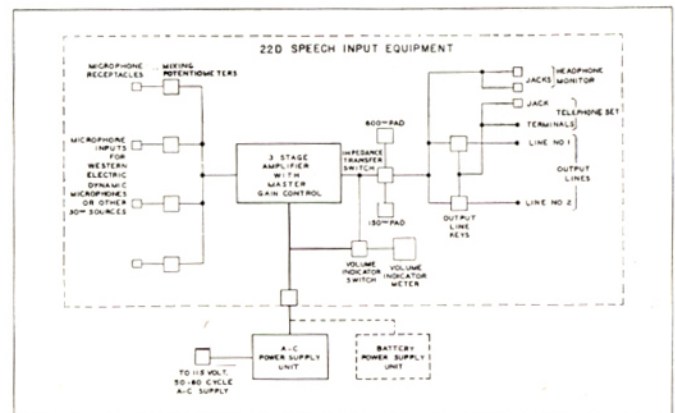 22D SPEECH INPUT EQUIPMENT
MICROPHONE
RECEPTACLES
MIXING
POTENTIOMETERS
MICROPHONE
INPUTS
FOR
WESTERN
ELECTRIC
DYNAMIC
MICROPHONES
OR OTHER
30 SOURCES
3 STAGE
AMPLIFIER
WITH
MASTER
GAIN CONTROL
600 PAD
IMPEDANCE
TRANSFER
SWITCH
150 PAD
JACKS
HEADPHONE
MONITOR
JACK
TERMINALS
TELEPHONE SET
LINE NO 1
OUTPUT
LINES
LINE NO 2
OUTPUT
LINE
KEYS
VOLUME
INDICATOR
SWITCH
VOLUME
INDICATOR
METER
A-C
POWER SUPPLY
UNIT
BATTERY
POWER SUPPLY
UNIT
TO 115 VOLT,
50-60 CYCLE
A-C SUPPLY